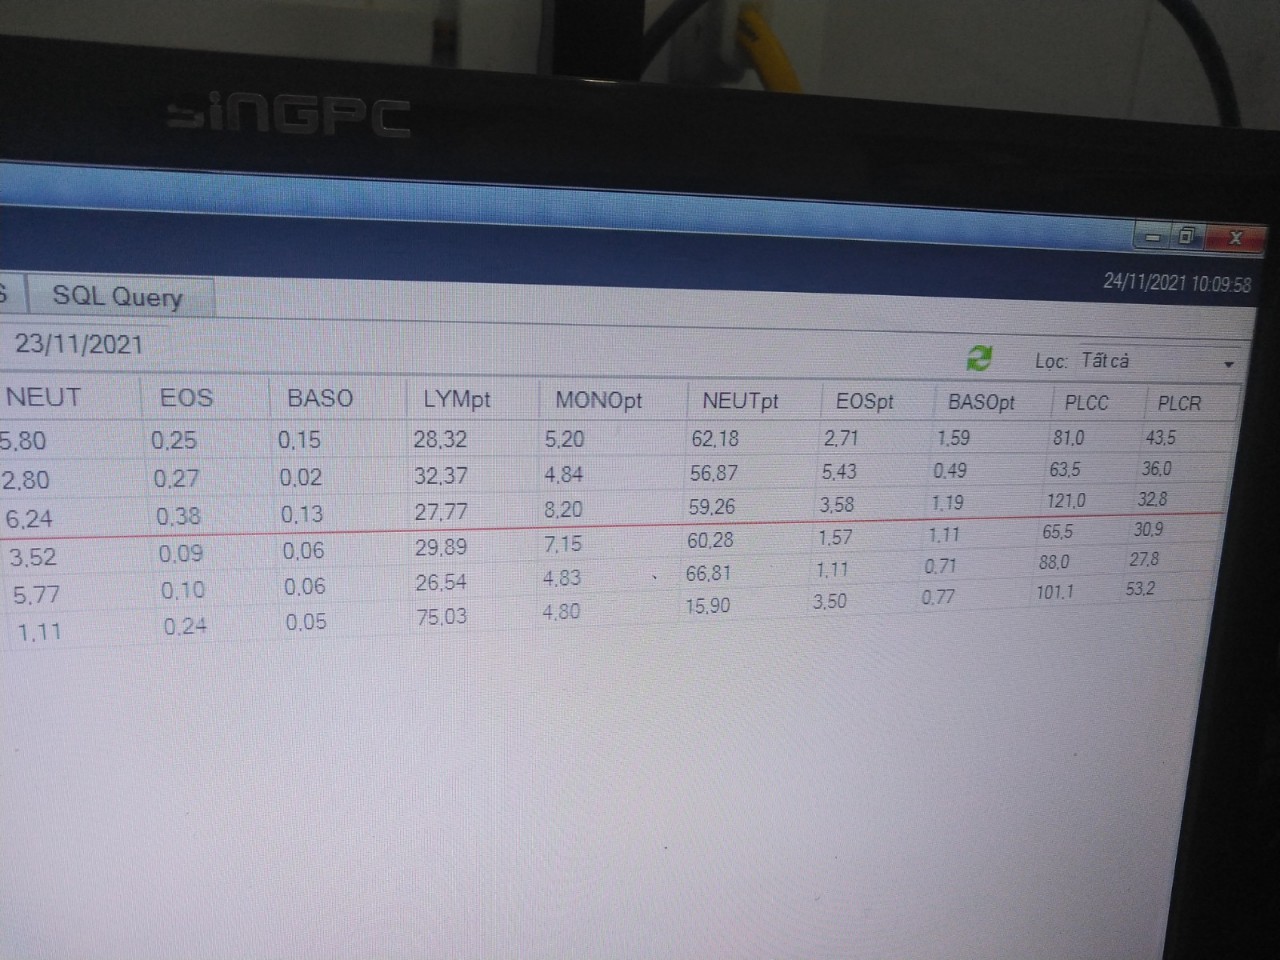 SiNGPC
24/11/2021 10:09:58
S SQL Query
23/11/2021
Lọc: Tất cả
NEUT EOS BASO LYMpt MONOpt NEUTpt EOSpt BASOpt PLCC PLCR
5,80 0,25 0,15 28,32 5,20 62,18 2,71 1,59 81,0 43,5
2,80 0,27 0,02 32,37 4,84 56,87 5,43 0,49 63,5 36,0
6,24 0,38 0,13 27,77 8,20 59,26 3,58 1,19 121,0 32,8
3,52 0,09 0,06 29,89 7,15 60,28 1,57 1,11 65,5 30,9
5,77 0,10 0,06 26,54 4,83 66,81 1,11 0,71 88,0 27,8
1,11 0,24 0,05 75,03 4,80 15,90 3,50 0,77 101,1 53,2